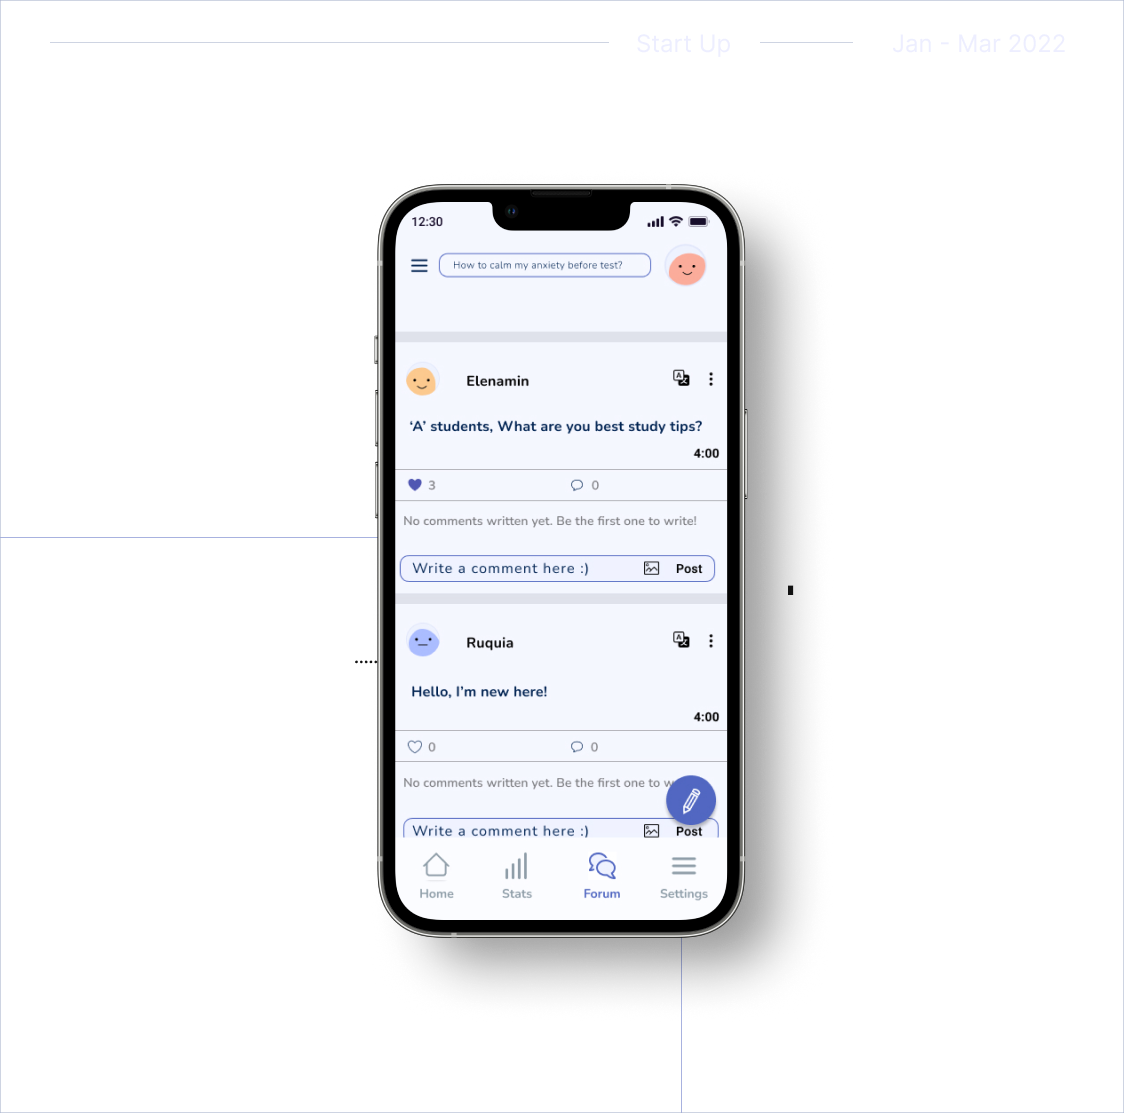 Start Up
Jan - Mar 2022
12:30
How to calm my anxiety before test?
Elenamin
‘A’ students, What are you best study tips?
4:00
3
0
No comments written yet. Be the first one to write!
Write a comment here :)
Post
Ruquia
Hello, I’m new here!
4:00
0
0
No comments written yet. Be the first one to w
Write a comment here :)
Post
Home
Stats
Forum
Settings